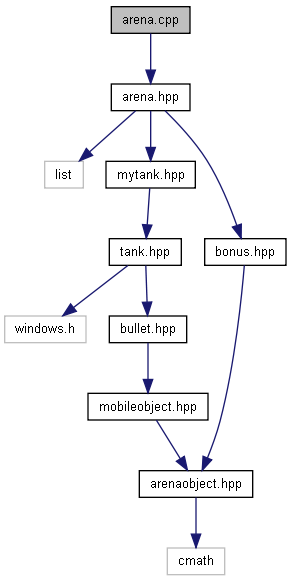 arena.cpp
arena.hpp
list
mytank.hpp
tank.hpp
bonus.hpp
windows.h
bullet.hpp
mobileobject.hpp
arenaobject.hpp
cmath